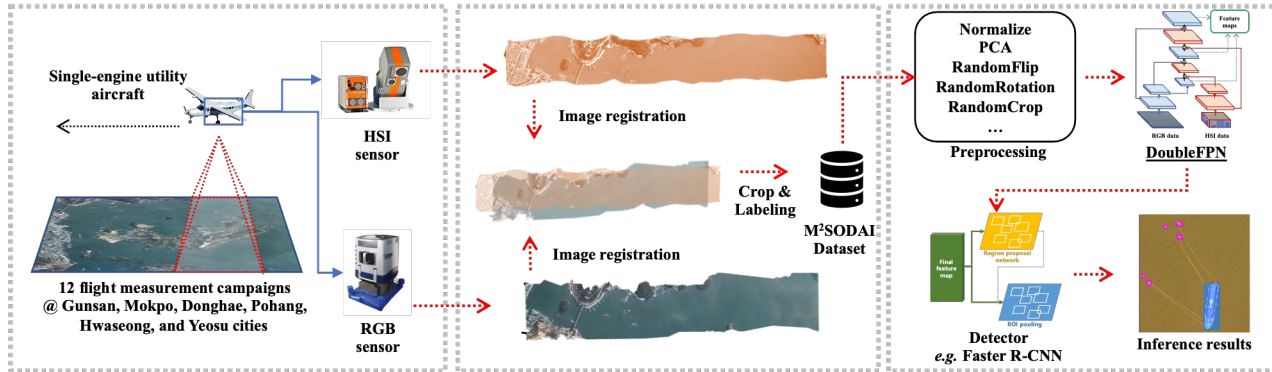 Single-engine utility
aircraft
HSI
sensor
12 flight measurement campaigns
@ Gunsan, Mokpo, Donghae, Pohang,
Hwaseong, and Yeosu cities
RGB
sensor
Image registration
Crop &
Labeling
M²SODAI
Dataset
Image registration
Normalize
PCA
RandomFlip
RandomRotation
RandomCrop
…
Preprocessing
Feature
maps
RGB data
HSI data
DoubleFPN
Final
feature
map
Region proposal
network
ROI pooling
Detector
e.g. Faster R-CNN
Inference results